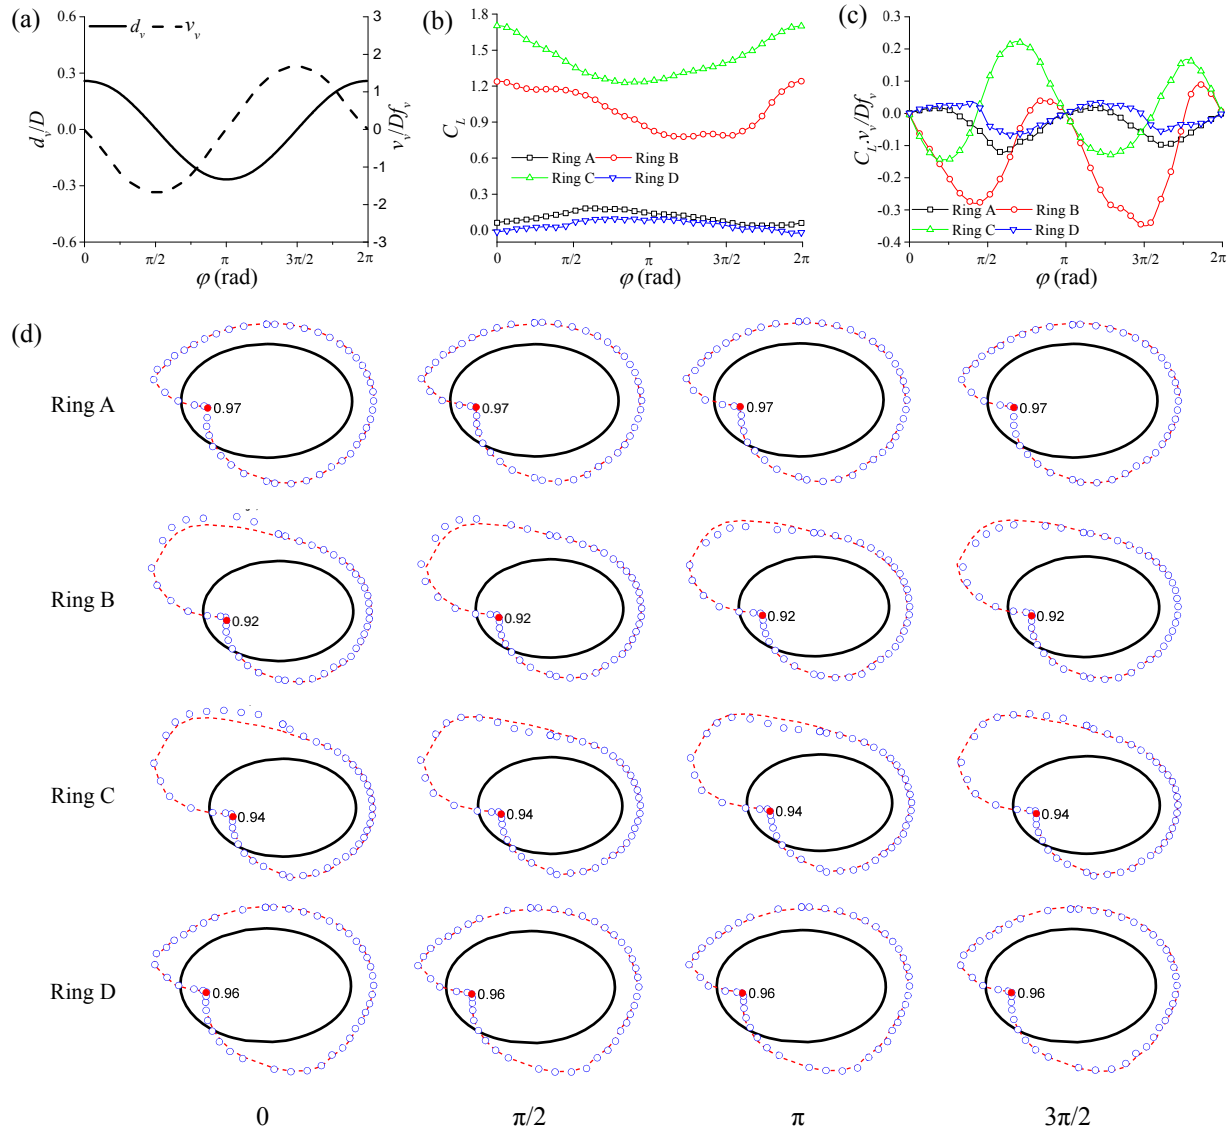 (a)
0.6
0.3
0.0
-0.3
-0.6
d_v/D
d_v
v_v
3
2
1
0
-1
-2
-3
v_v/Df_v
0
π/2
π
3π/2
2π
φ (rad)
(b)
1.8
1.5
1.2
0.9
0.6
0.3
0.0
C_L
Ring A
Ring B
Ring C
Ring D
0
π/2
π
3π/2
2π
φ (rad)
(c)
0.3
0.2
0.1
0.0
-0.1
-0.2
-0.3
-0.4
Ring A
Ring B
Ring C
Ring D
0
π/2
π
3π/2
2π
φ (rad)
(d)
Ring A
0.97
0.97
0.97
0.97
Ring B
0.92
0.92
0.92
0.92
Ring C
0.94
0.94
0.94
0.94
Ring D
0.96
0.96
0.96
0.96
0
π/2
π
3π/2